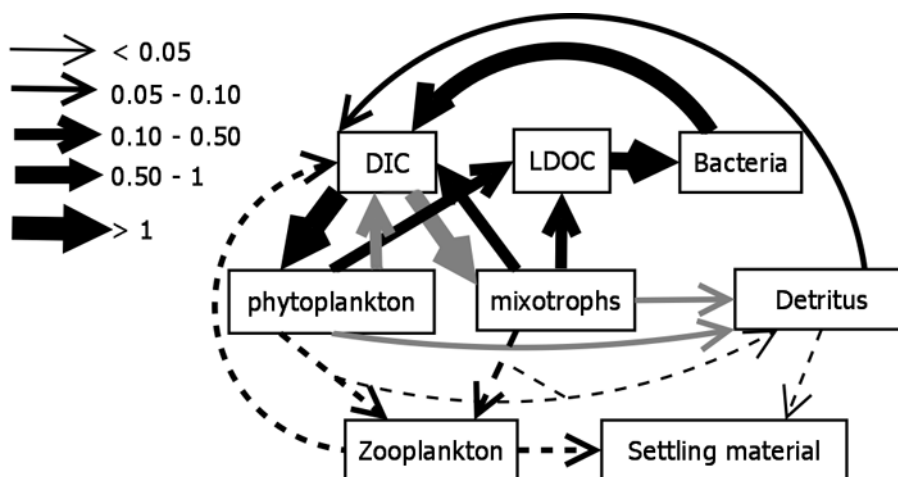 < 0.05
0.05 - 0.10
0.10 - 0.50
0.50 - 1
> 1
DIC
LDOC
Bacteria
phytoplankton
mixotrophs
Detritus
Zooplankton
Settling material